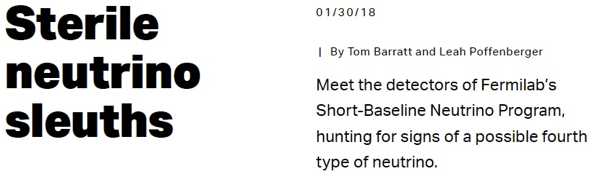 Sterile
neutrino
sleuths
01/30/18
| By Tom Barratt and Leah Poffenberger
Meet the detectors of Fermilab’s
Short-Baseline Neutrino Program,
hunting for signs of a possible fourth
type of neutrino.